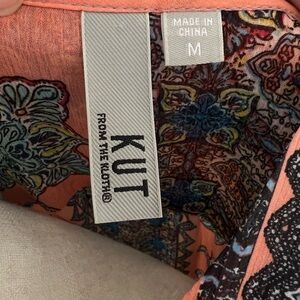 KUT
FROM THE KLOTH®
MADE IN
CHINA
M